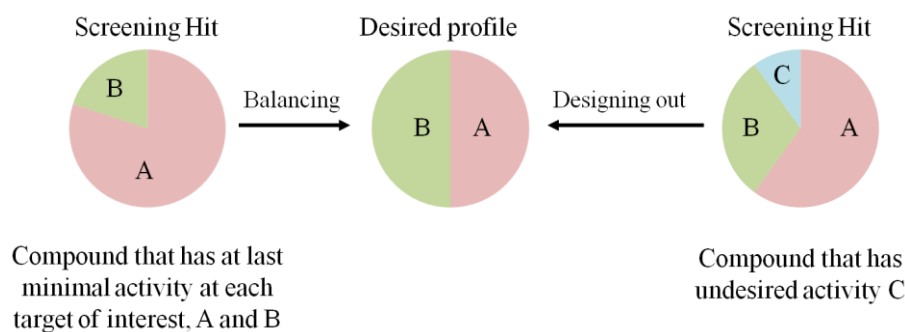 Screening Hit
B
A
Compound that has at last
minimal activity at each
target of interest, A and B
Balancing
Desired profile
B
A
Designing out
Screening Hit
C
B
A
Compound that has
undesired activity C